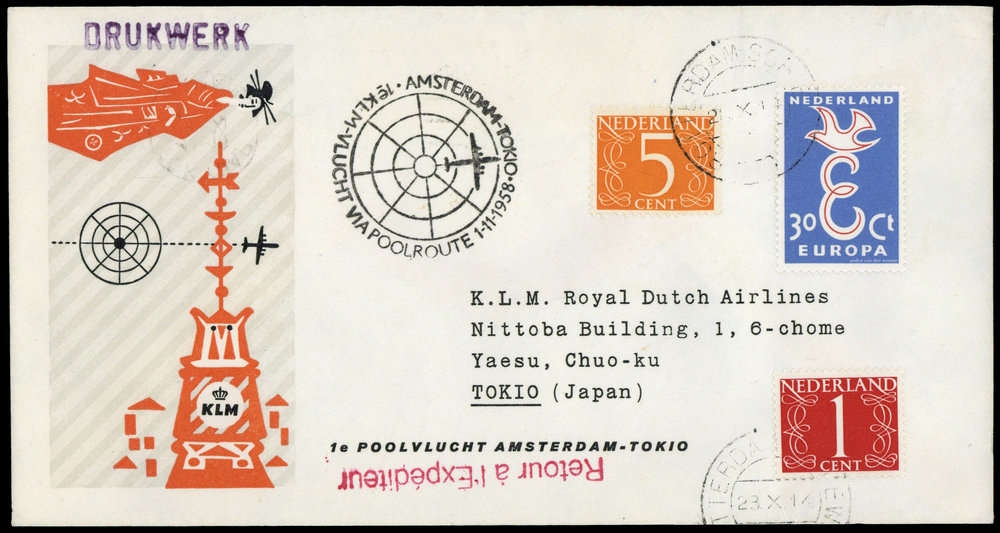 DRUKWERK
AMSTERDAM-TOKIO·1-11-1958·
1e KLM-VLUCHT VIA POOLROUTE
NEDERLAND
5
CENT
NEDERLAND
30 Ct
EUROPA
KLM
K.L.M. Royal Dutch Airlines
Nittoba Building, 1, 6-chome
Yaesu, Chuo-ku
TOKIO (Japan)
1e POOLVLUCHT AMSTERDAM-TOKIO
Retour à l'Expéditeur
NEDERLAND
1
CENT
23.X.14